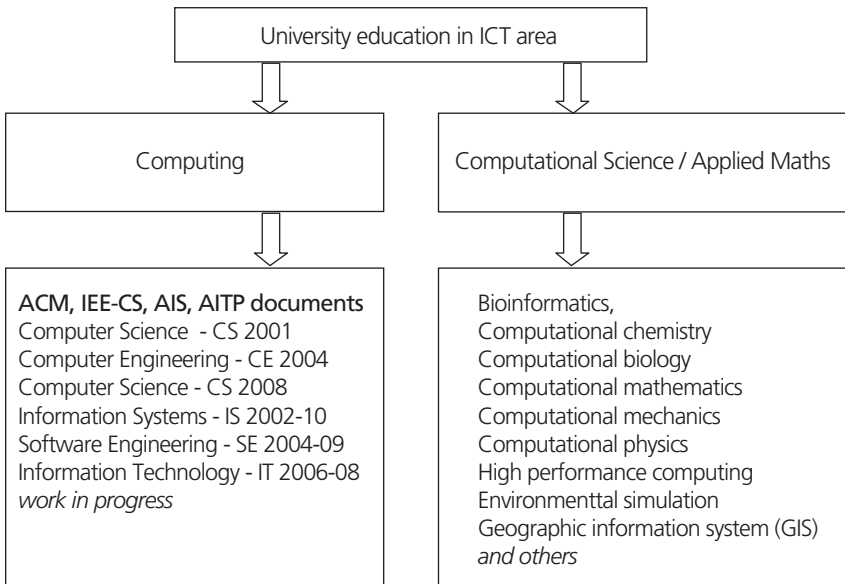 University education in ICT area
Computing
Computational Science / Applied Maths
ACM, IEE-CS, AIS, AITP documents
Computer Science - CS 2001
Computer Engineering - CE 2004
Computer Science - CS 2008
Information Systems - IS 2002-10
Software Engineering - SE 2004-09
Information Technology - IT 2006-08
work in progress
Bioinformatics,
Computational chemistry
Computational biology
Computational mathematics
Computational mechanics
Computational physics
High performance computing
Environmenttal simulation
Geographic information system (GIS)
and others